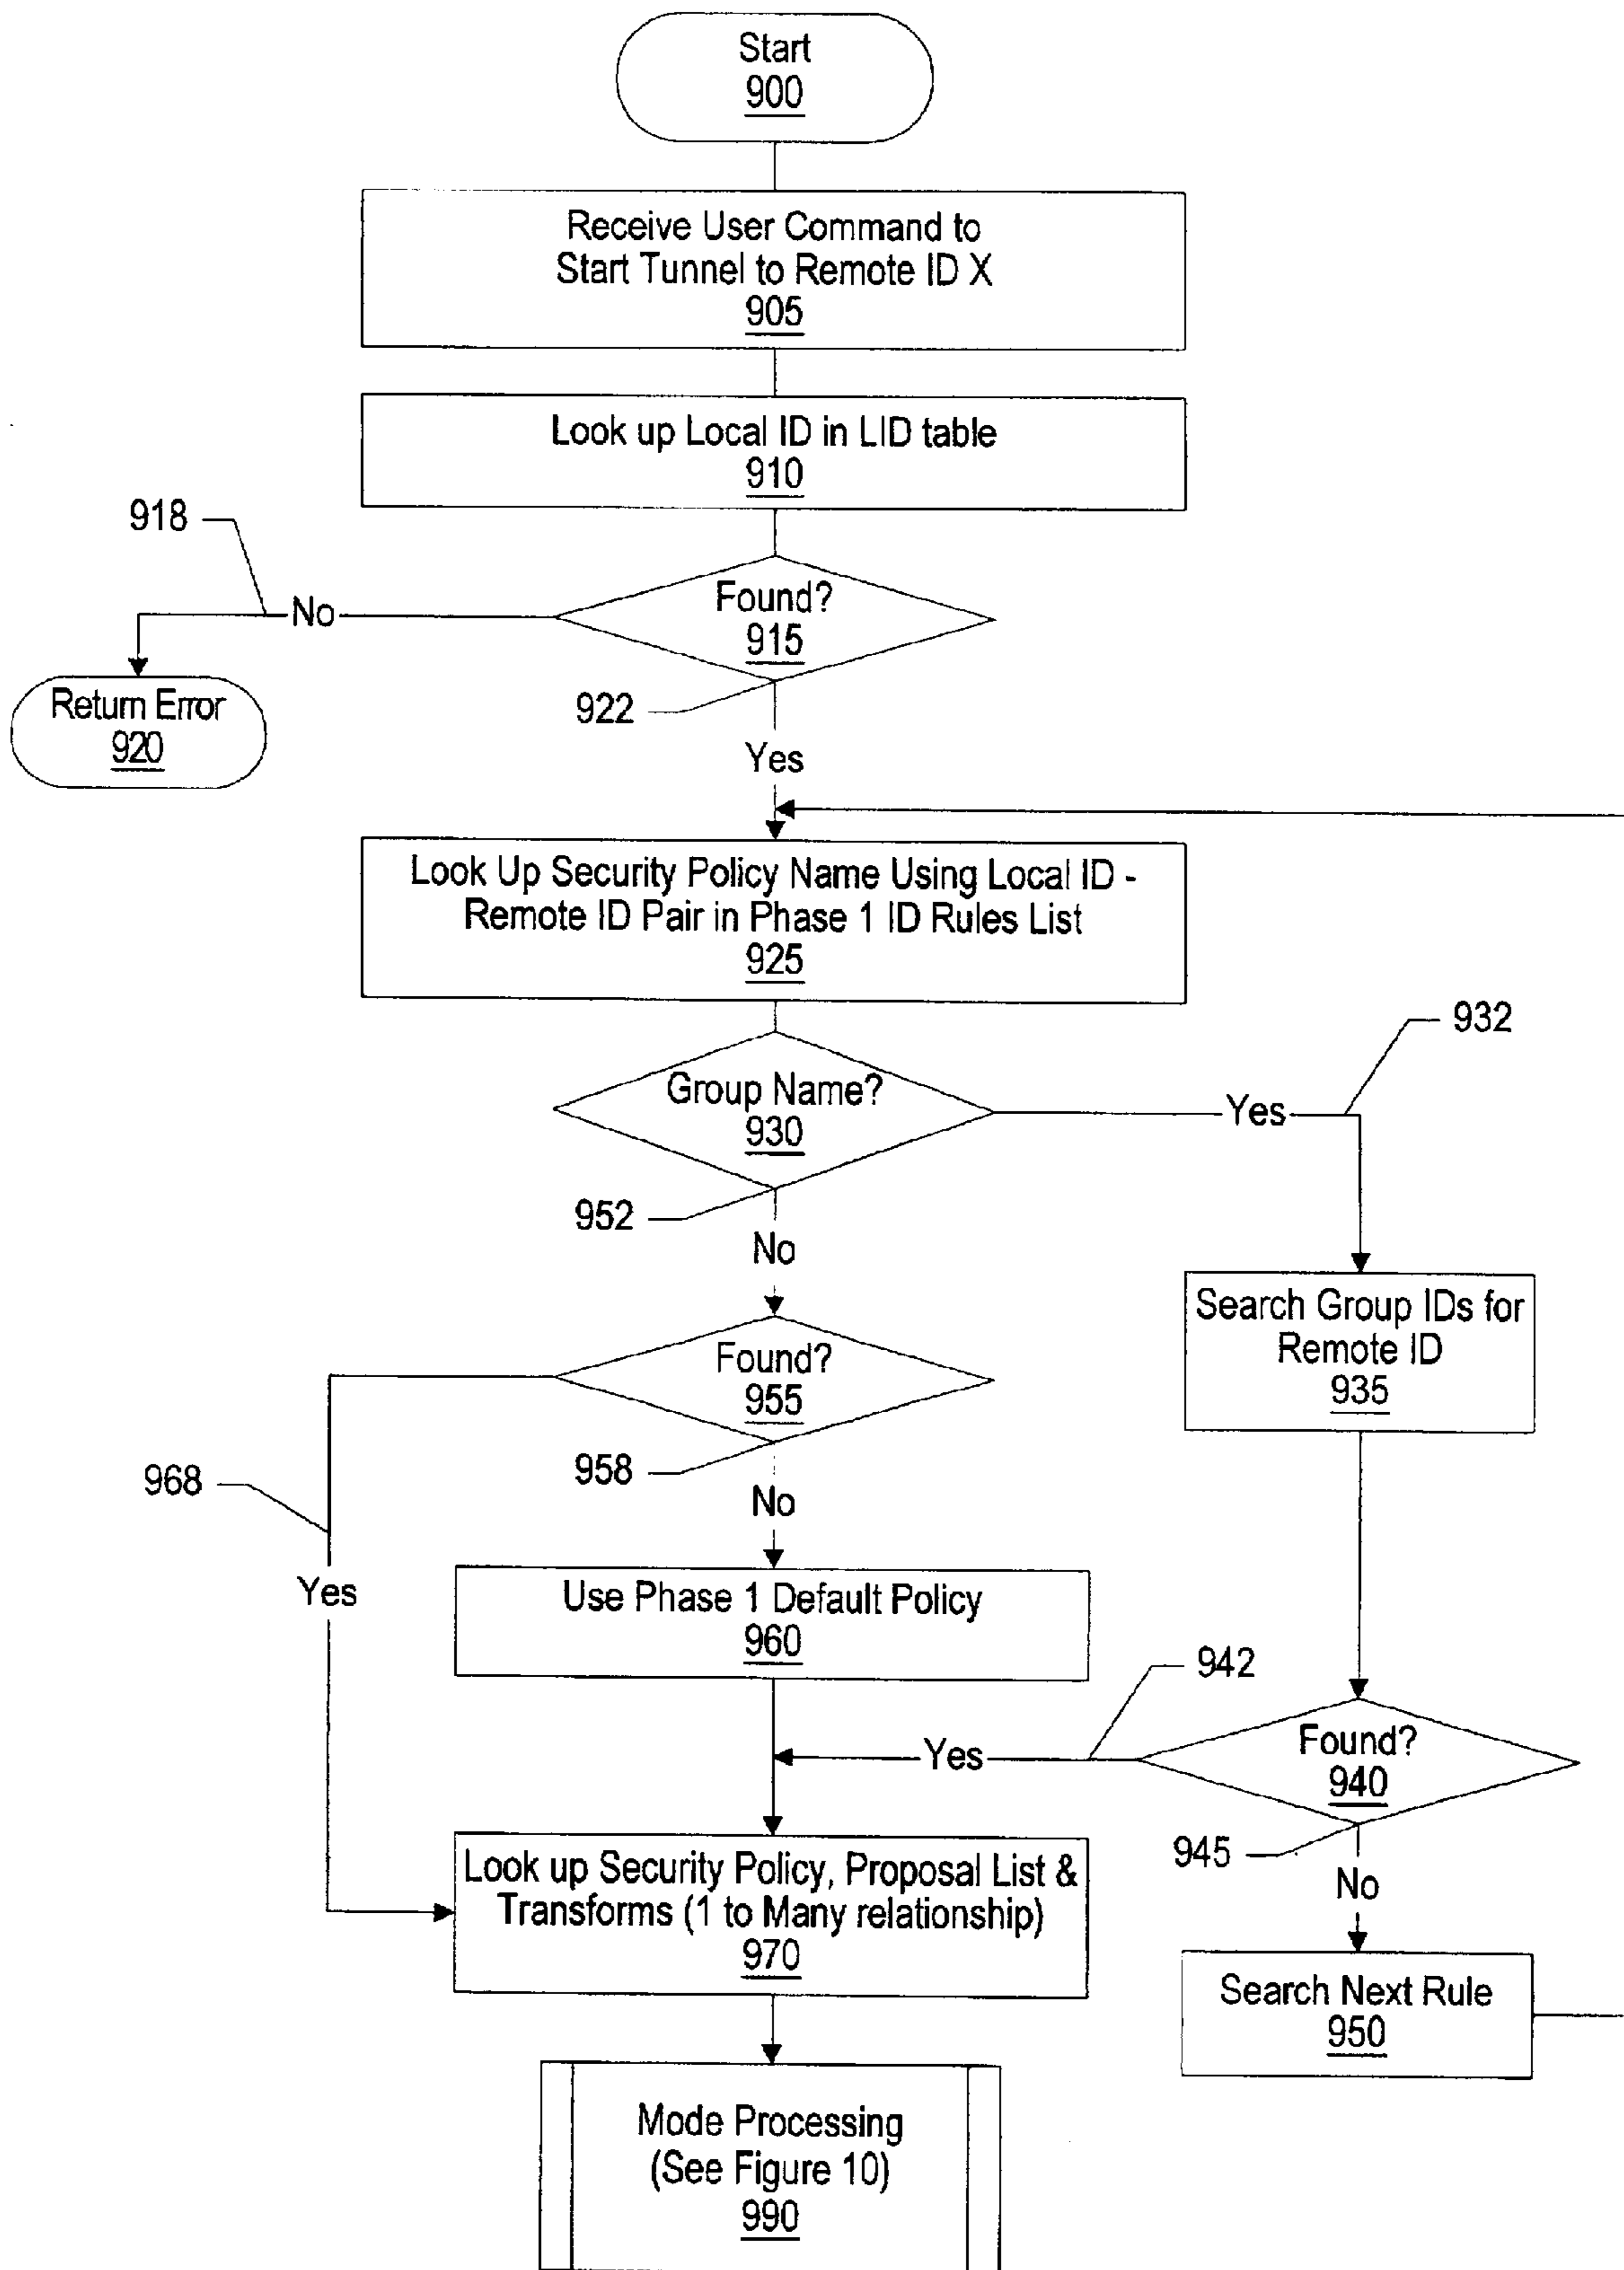 Start
900
Receive User Command to
Start Tunnel to Remote ID X
905
Look up Local ID in LID table
910
918
No
Found?
915
Return Error
920
922
Yes
Look Up Security Policy Name Using Local ID -
Remote ID Pair in Phase 1 ID Rules List
925
932
Group Name?
930
Yes
952
No
Search Group IDs for
Remote ID
935
Found?
955
958
968
No
Yes
Use Phase 1 Default Policy
960
942
Yes
Found?
940
945
No
Look up Security Policy, Proposal List &
Transforms (1 to Many relationship)
970
Search Next Rule
950
Mode Processing
(See Figure 10)
990